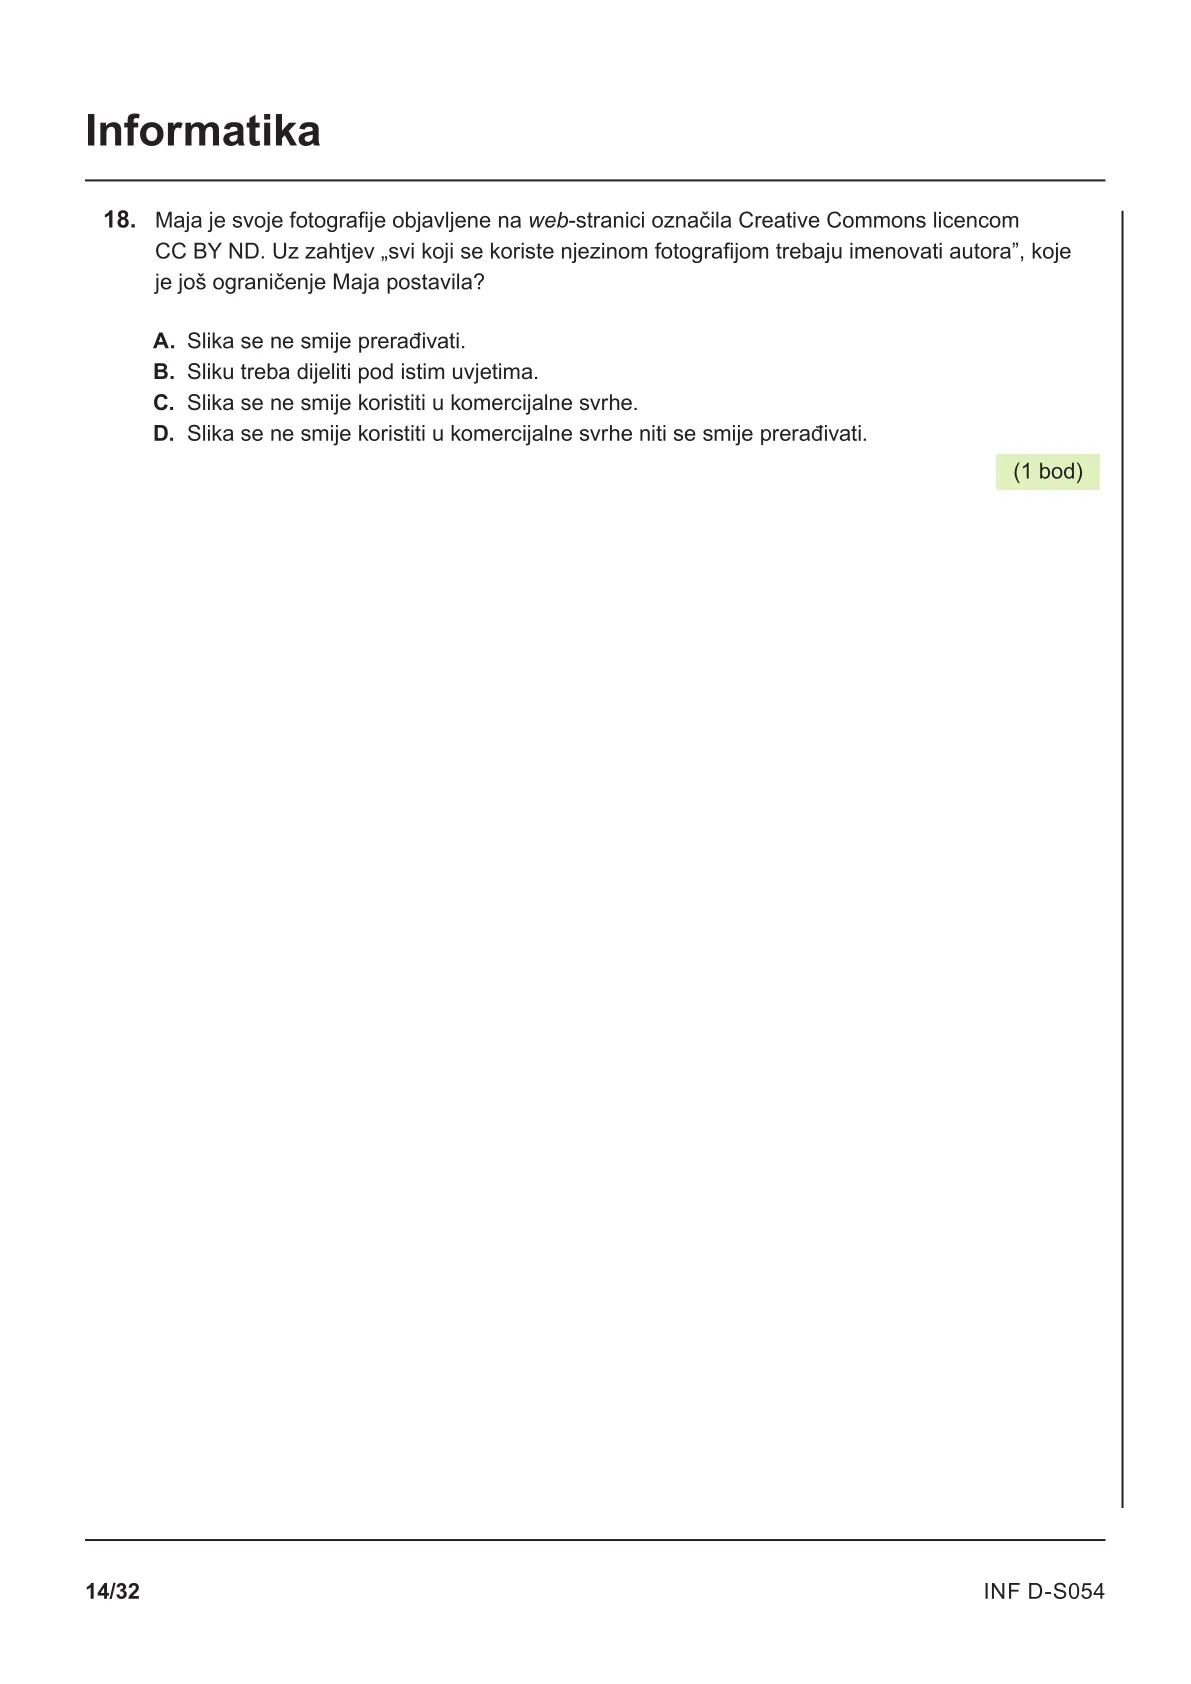 Informatika
18. Maja je svoje fotografije objavljene na web-stranici označila Creative Commons licencom
CC BY ND. Uz zahtjev „svi koji se koriste njezinom fotografijom trebaju imenovati autora”, koje
je još ograničenje Maja postavila?
A. Slika se ne smije prerađivati.
B. Sliku treba dijeliti pod istim uvjetima.
C. Slika se ne smije koristiti u komercijalne svrhe.
D. Slika se ne smije koristiti u komercijalne svrhe niti se smije prerađivati.
(1 bod)
14/32
INF D-S054